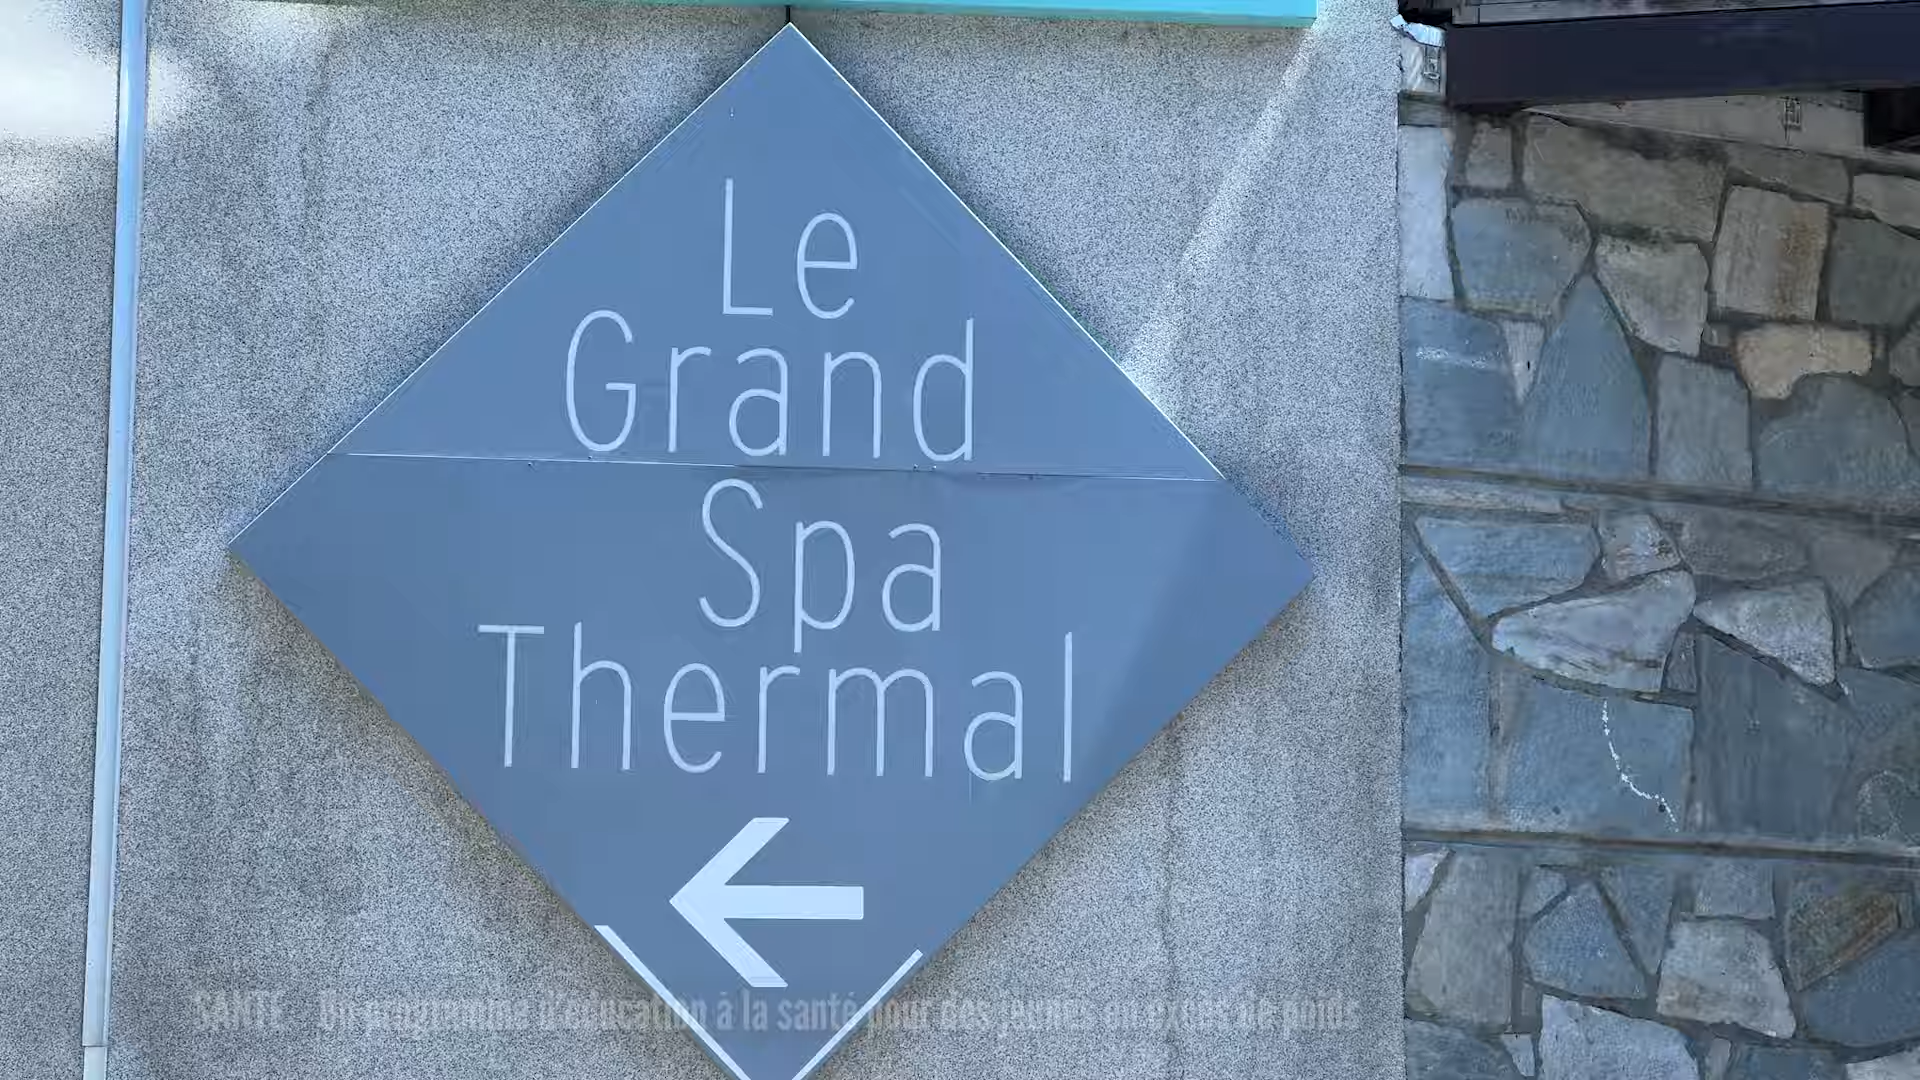 Le
Grand
Spa
Thermal
SANTE - Un programme d'éducation à la santé pour des jeunes en excès de poids